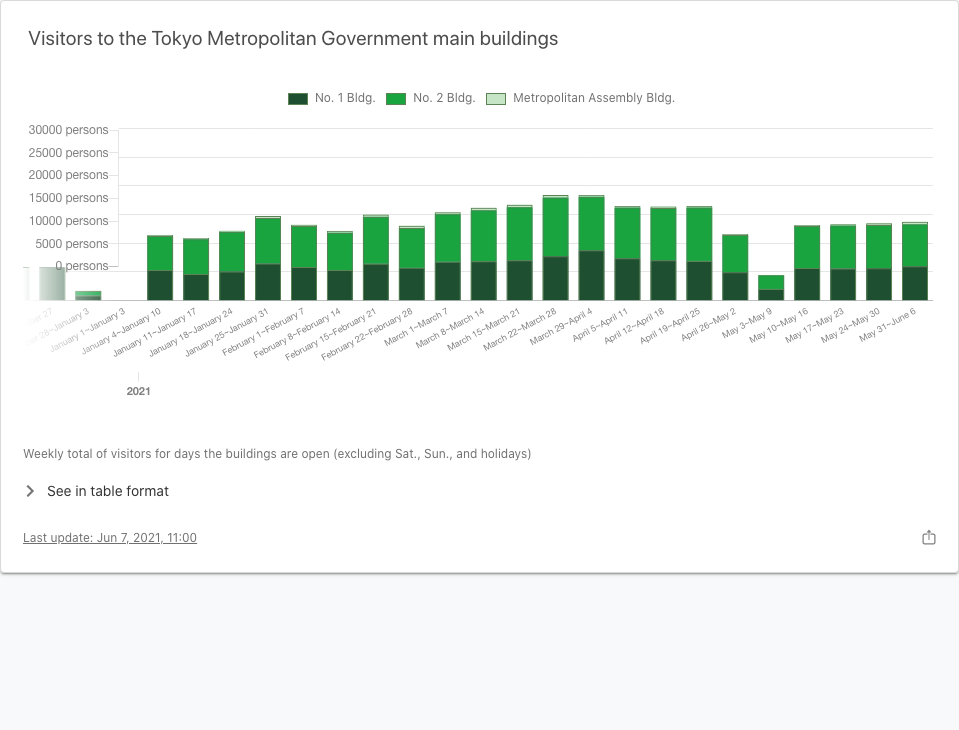 Visitors to the Tokyo Metropolitan Government main buildings
No. 1 Bldg. No. 2 Bldg. Metropolitan Assembly Bldg.
30000 persons
25000 persons
20000 persons
15000 persons
10000 persons
5000 persons
0 persons
27
28~January 3
January 1~January 3
January 4~January 10
January 11~January 17
January 18~January 24
January 25~January 31
February 1~February 7
February 8~February 14
February 15~February 21
February 22~February 28
March 1~March 7
March 8~March 14
March 15~March 21
March 22~March 28
March 29~April 4
April 5~April 11
April 12~April 18
April 19~April 25
April 26~May 2
May 3~May 9
May 10~May 16
May 17~May 23
May 24~May 30
May 31~June 6
2021
Weekly total of visitors for days the buildings are open (excluding Sat., Sun., and holidays)
See in table format
Last update: Jun 7, 2021, 11:00